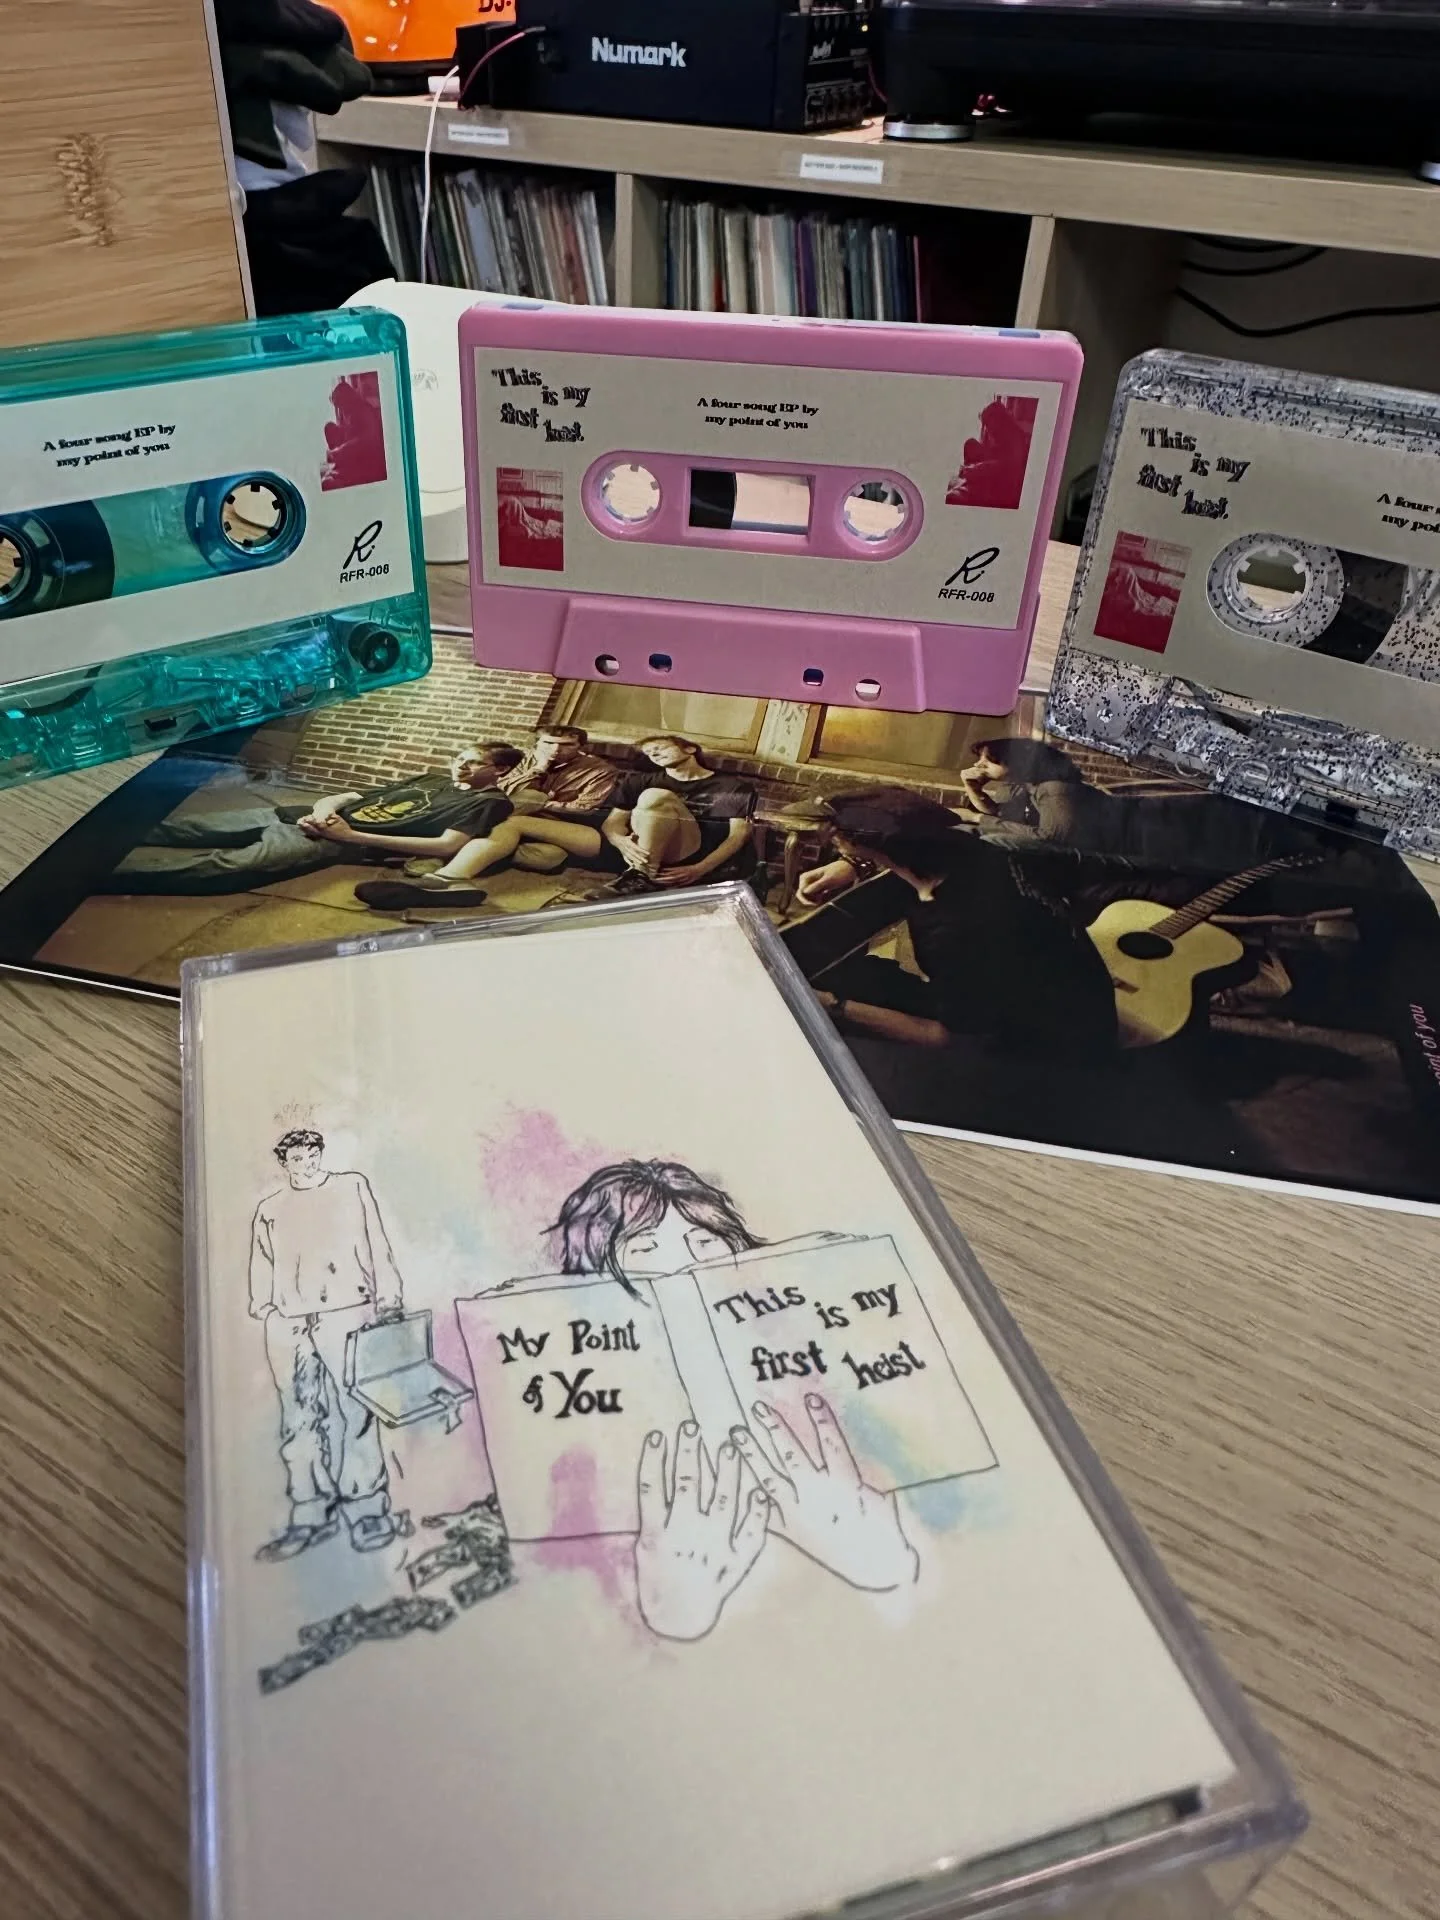 DJ.
Numark
A four song EP by
my point of you
RFR-008
This
is my
first heist
A four song EP by
my point of you
RFR-008
This
is my
first heist.
A four
my
point of you
My Point
of You
This is my
first heist